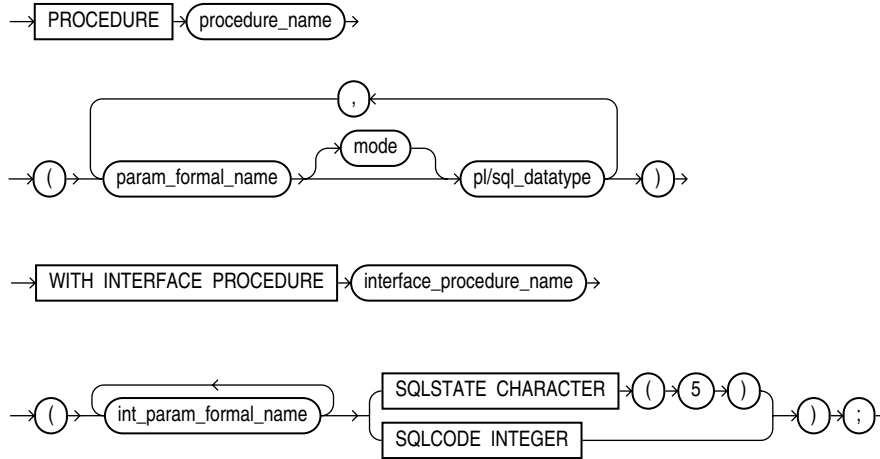 PROCEDURE procedure_name
,
mode
( param_formal_name pl/sql_datatype )
WITH INTERFACE PROCEDURE interface_procedure_name
SQLSTATE CHARACTER ( 5 )
( int_param_formal_name ) ;
SQLCODE INTEGER